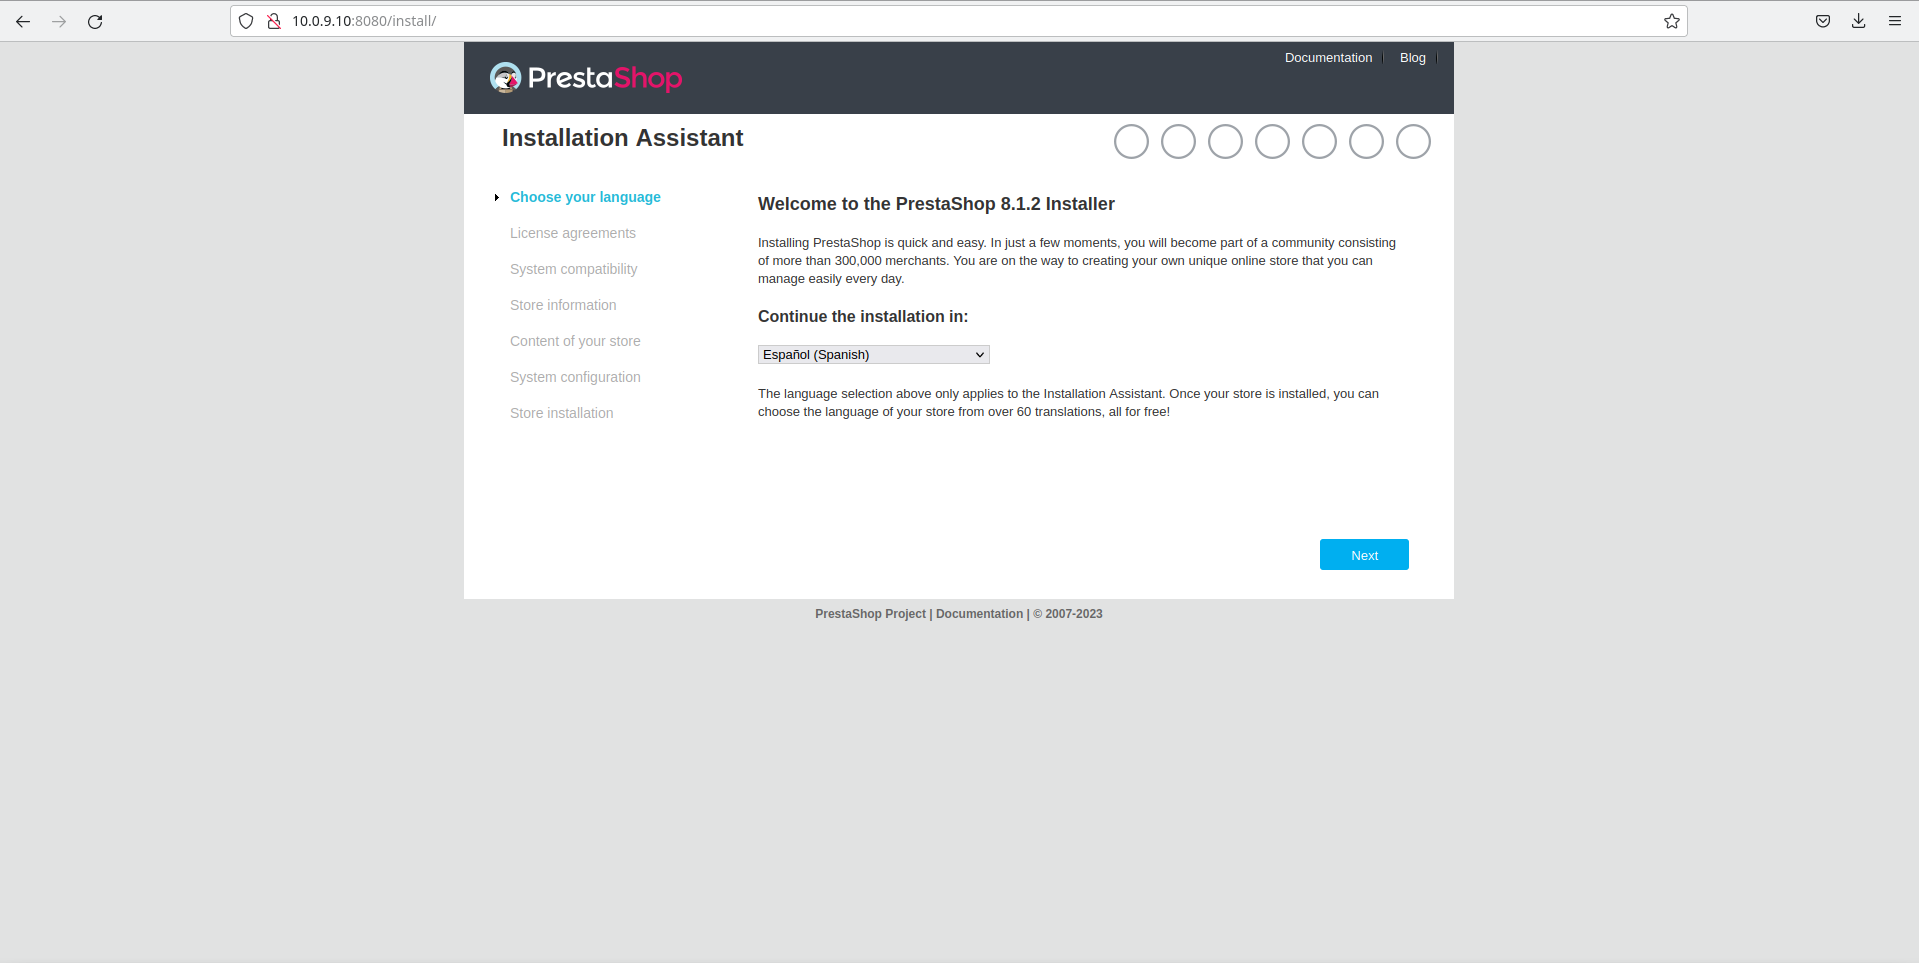 10.0.9.10:8080/install/
Documentation
Blog
PrestaShop
Installation Assistant
Choose your language
License agreements
System compatibility
Store information
Content of your store
System configuration
Store installation
Welcome to the PrestaShop 8.1.2 Installer
Installing PrestaShop is quick and easy. In just a few moments, you will become part of a community consisting
of more than 300,000 merchants. You are on the way to creating your own unique online store that you can
manage easily every day.
Continue the installation in:
Español (Spanish)
The language selection above only applies to the Installation Assistant. Once your store is installed, you can
choose the language of your store from over 60 translations, all for free!
Next
PrestaShop Project | Documentation | © 2007-2023